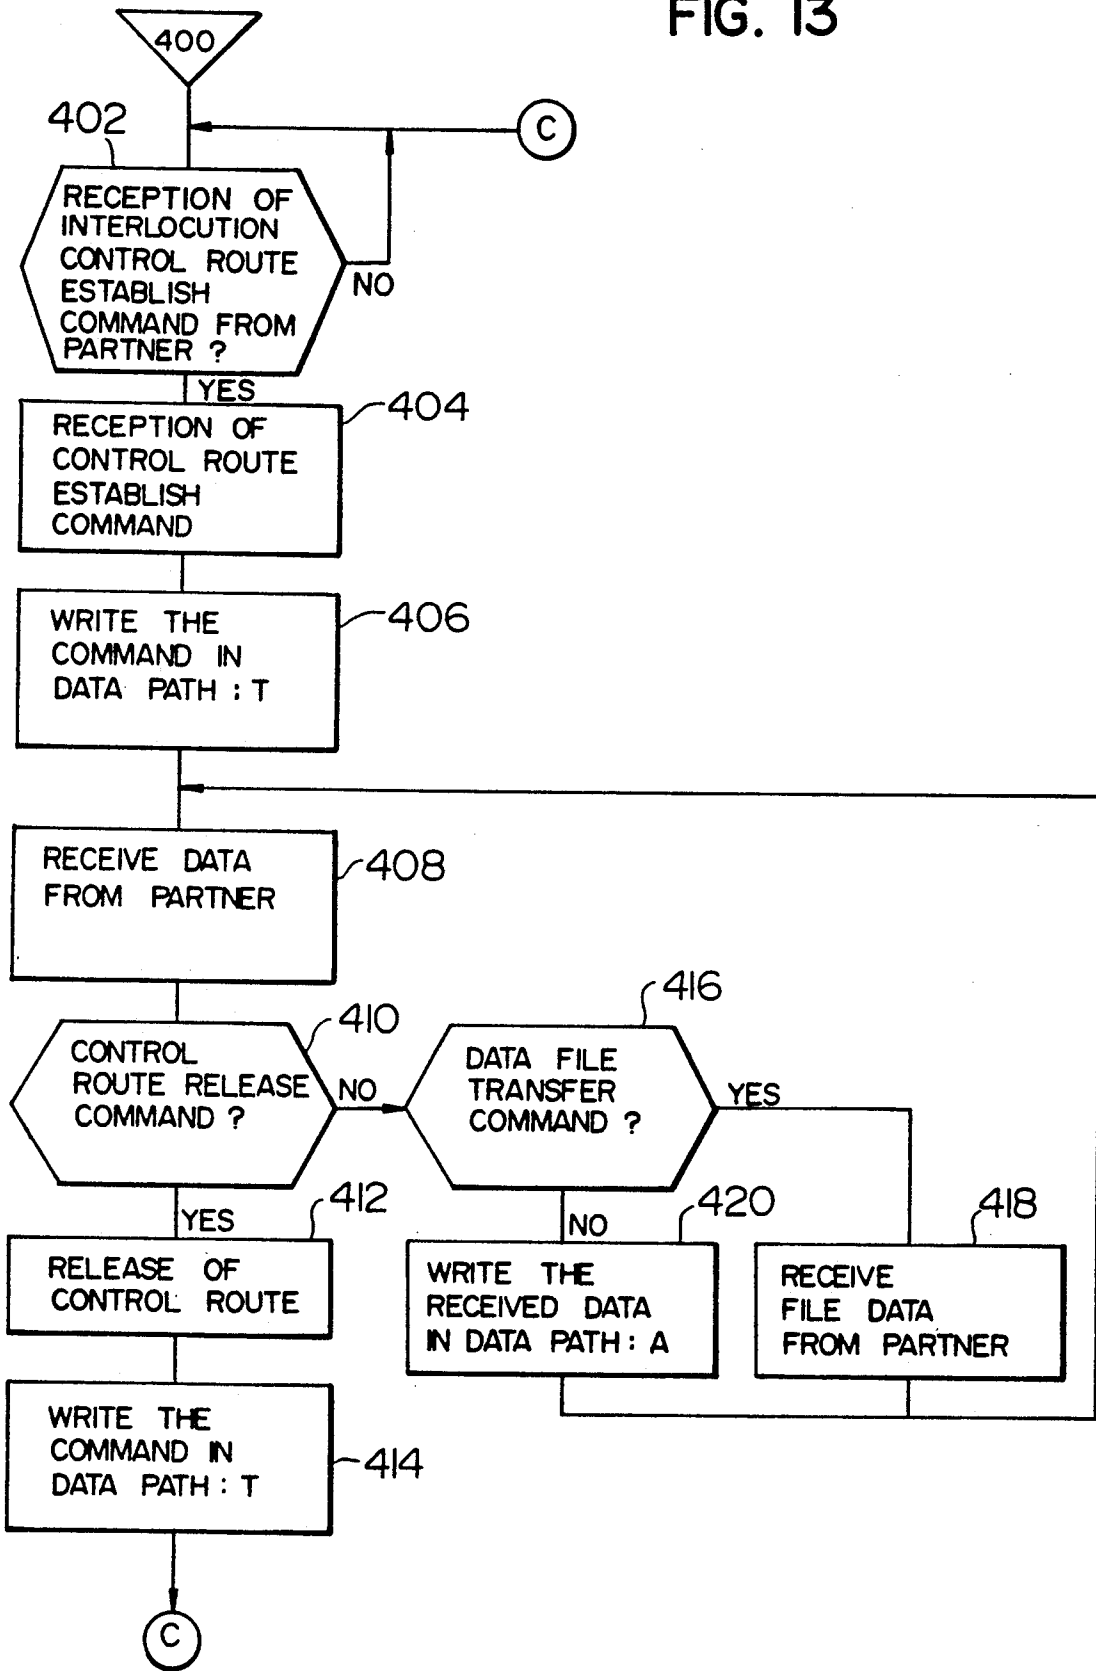 FIG. 13
400
C
402
RECEPTION OF
INTERLOCUTION
CONTROL ROUTE
ESTABLISH
COMMAND FROM
PARTNER ?
NO
YES
404
RECEPTION OF
CONTROL ROUTE
ESTABLISH
COMMAND
406
WRITE THE
COMMAND IN
DATA PATH : T
408
RECEIVE DATA
FROM PARTNER
410
CONTROL
ROUTE RELEASE
COMMAND ?
NO
416
DATA FILE
TRANSFER
COMMAND ?
YES
YES
412
RELEASE OF
CONTROL ROUTE
NO
420
WRITE THE
RECEIVED DATA
IN DATA PATH : A
418
RECEIVE
FILE DATA
FROM PARTNER
WRITE THE
COMMAND IN
DATA PATH : T
414
C